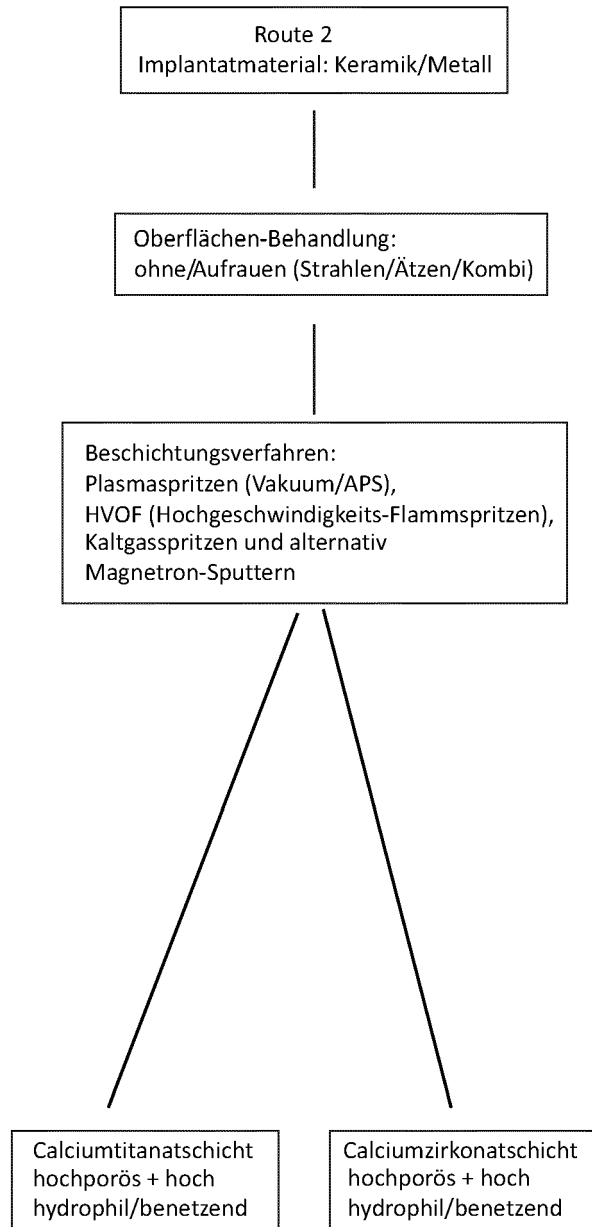 Route 2
Implantatmaterial: Keramik/Metall
Oberflächen-Behandlung:
ohne/Aufrauen (Strahlen/Ätzen/Kombi)
Beschichtungsverfahren:
Plasmaspritzen (Vakuum/APS),
HVOF (Hochgeschwindigkeits-Flammspritzen),
Kaltgasspritzen und alternativ
Magnetron-Sputtern
Calciumtitanatschicht
hochporös + hoch
hydrophil/benetzend
Calciumzirkonatschicht
hochporös + hoch
hydrophil/benetzend